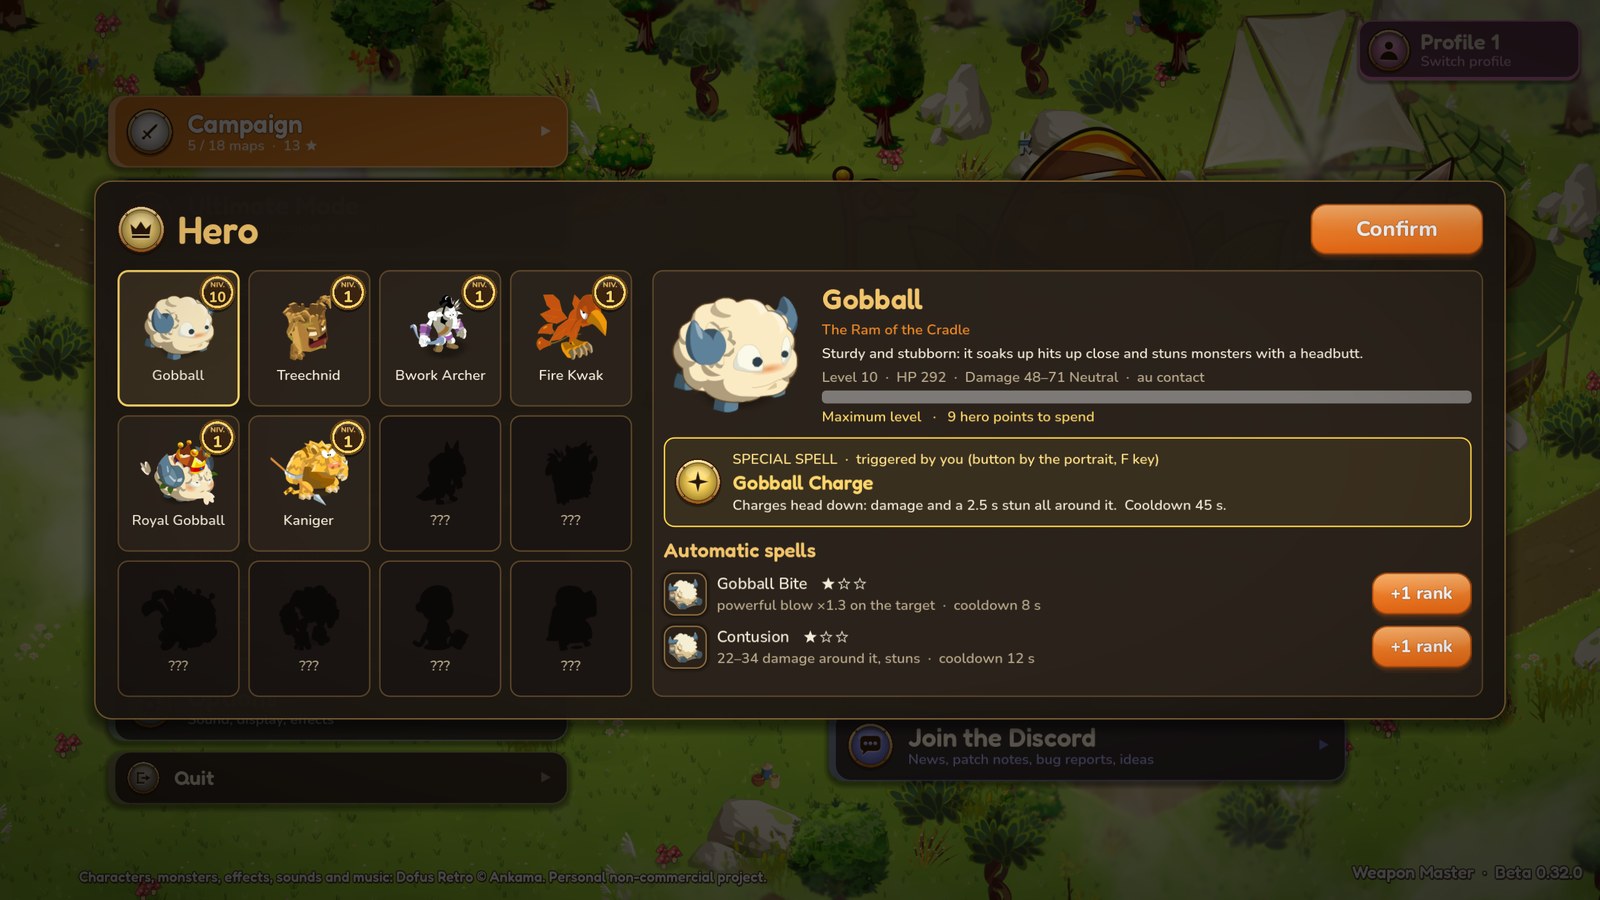 Profile 1
Switch profile
Campaign
5 / 18 maps · 13 ★
Ultimate Mode
Hero
Confirm
NIV.
10
Gobball
NIV.
1
Treechnid
NIV.
1
Bwork Archer
NIV.
1
Fire Kwak
NIV.
1
Royal Gobball
NIV.
1
Kaniger
???
???
???
???
???
???
Gobball
The Ram of the Cradle
Sturdy and stubborn: it soaks up hits up close and stuns monsters with a headbutt.
Level 10 · HP 292 · Damage 48–71 Neutral · au contact
Maximum level · 9 hero points to spend
SPECIAL SPELL · triggered by you (button by the portrait, F key)
Gobball Charge
Charges head down: damage and a 2.5 s stun all around it. Cooldown 45 s.
Automatic spells
Gobball Bite ★☆☆
powerful blow ×1.3 on the target · cooldown 8 s
+1 rank
Contusion ★☆☆
22–34 damage around it, stuns · cooldown 12 s
+1 rank
Sound, display, effects
Quit
Join the Discord
News, patch notes, bug reports, ideas
Characters, monsters, effects, sounds and music: Dofus Retro © Ankama. Personal non-commercial project.
Weapon Master · Beta 0.32.0